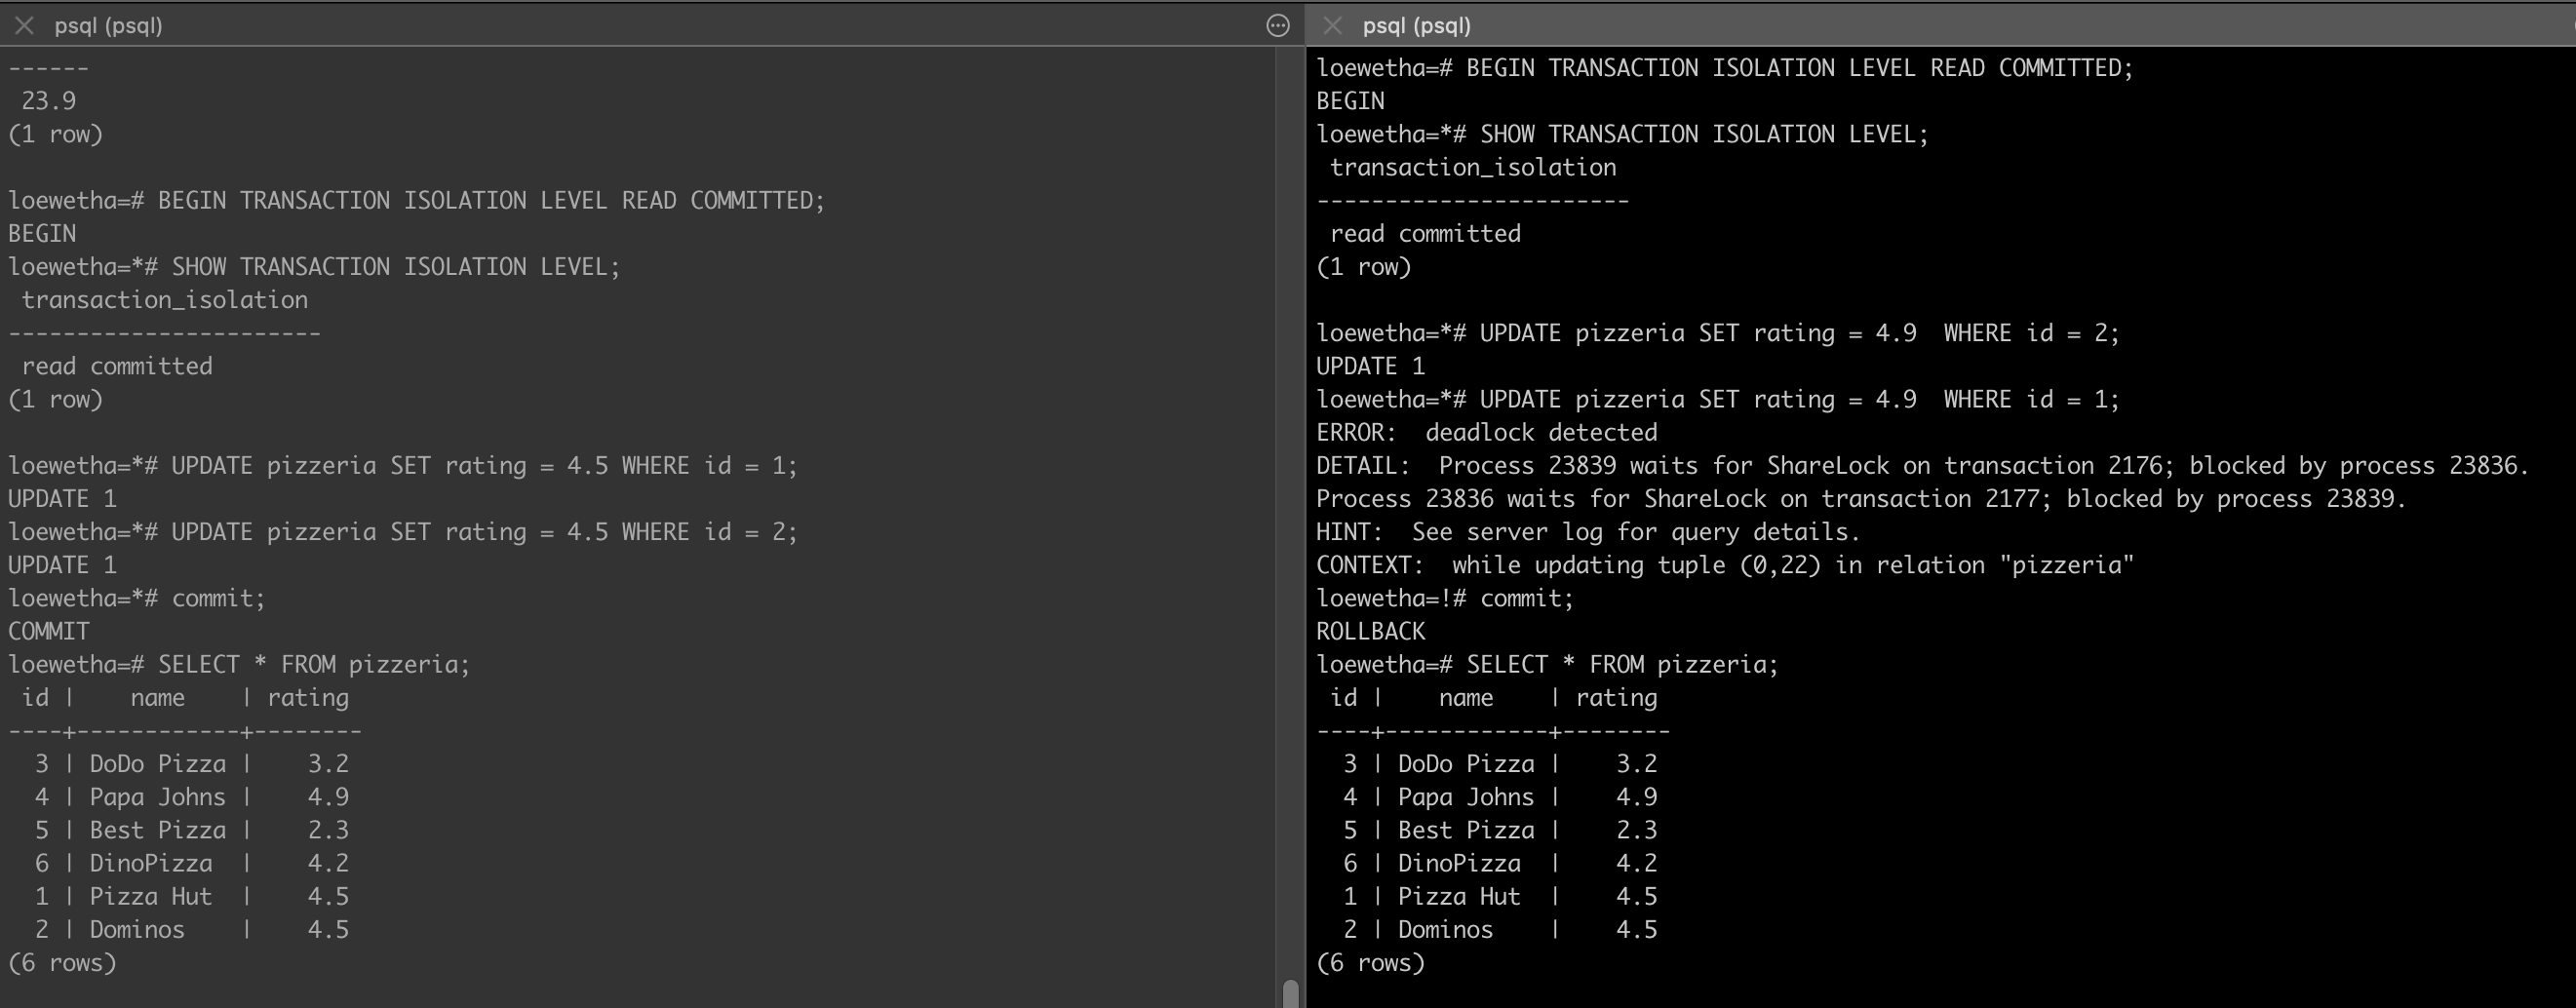 psql (psql)
------
 23.9
(1 row)

loewetha=# BEGIN TRANSACTION ISOLATION LEVEL READ COMMITTED;
BEGIN
loewetha=*# SHOW TRANSACTION ISOLATION LEVEL;
 transaction_isolation
-----------------------
 read committed
(1 row)

loewetha=*# UPDATE pizzeria SET rating = 4.5 WHERE id = 1;
UPDATE 1
loewetha=*# UPDATE pizzeria SET rating = 4.5 WHERE id = 2;
UPDATE 1
loewetha=*# commit;
COMMIT
loewetha=# SELECT * FROM pizzeria;
 id |    name    | rating
----+------------+--------
  3 | DoDo Pizza |    3.2
  4 | Papa Johns |    4.9
  5 | Best Pizza |    2.3
  6 | DinoPizza  |    4.2
  1 | Pizza Hut  |    4.5
  2 | Dominos    |    4.5
(6 rows)

psql (psql)
loewetha=# BEGIN TRANSACTION ISOLATION LEVEL READ COMMITTED;
BEGIN
loewetha=*# SHOW TRANSACTION ISOLATION LEVEL;
 transaction_isolation
-----------------------
 read committed
(1 row)

loewetha=*# UPDATE pizzeria SET rating = 4.9  WHERE id = 2;
UPDATE 1
loewetha=*# UPDATE pizzeria SET rating = 4.9  WHERE id = 1;
ERROR:  deadlock detected
DETAIL:  Process 23839 waits for ShareLock on transaction 2176; blocked by process 23836.
Process 23836 waits for ShareLock on transaction 2177; blocked by process 23839.
HINT:  See server log for query details.
CONTEXT:  while updating tuple (0,22) in relation "pizzeria"
loewetha=!# commit;
ROLLBACK
loewetha=# SELECT * FROM pizzeria;
 id |    name    | rating
----+------------+--------
  3 | DoDo Pizza |    3.2
  4 | Papa Johns |    4.9
  5 | Best Pizza |    2.3
  6 | DinoPizza  |    4.2
  1 | Pizza Hut  |    4.5
  2 | Dominos    |    4.5
(6 rows)